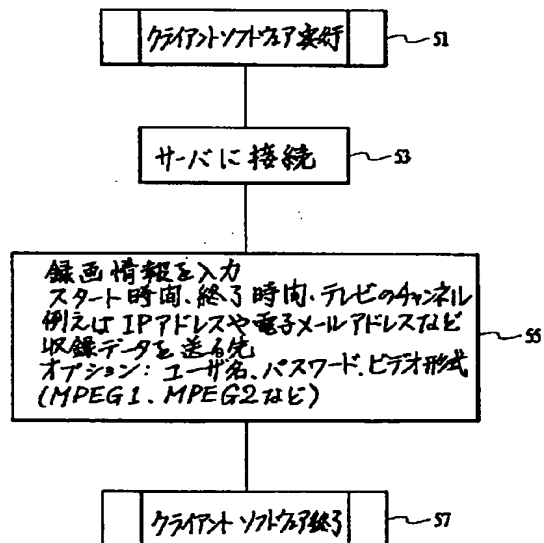 クライアントソフトウェア実行
51
サーバに接続
53
録画情報を入力
スタート時間、終了時間、テレビのチャンネル
例えば IPアドレスや電子メールアドレスなど
収録データを送る先
オプション: ユーザ名、パスワード、ビデオ形式
(MPEG1、MPEG2など)
55
クライアント ソフトウェア終了
57